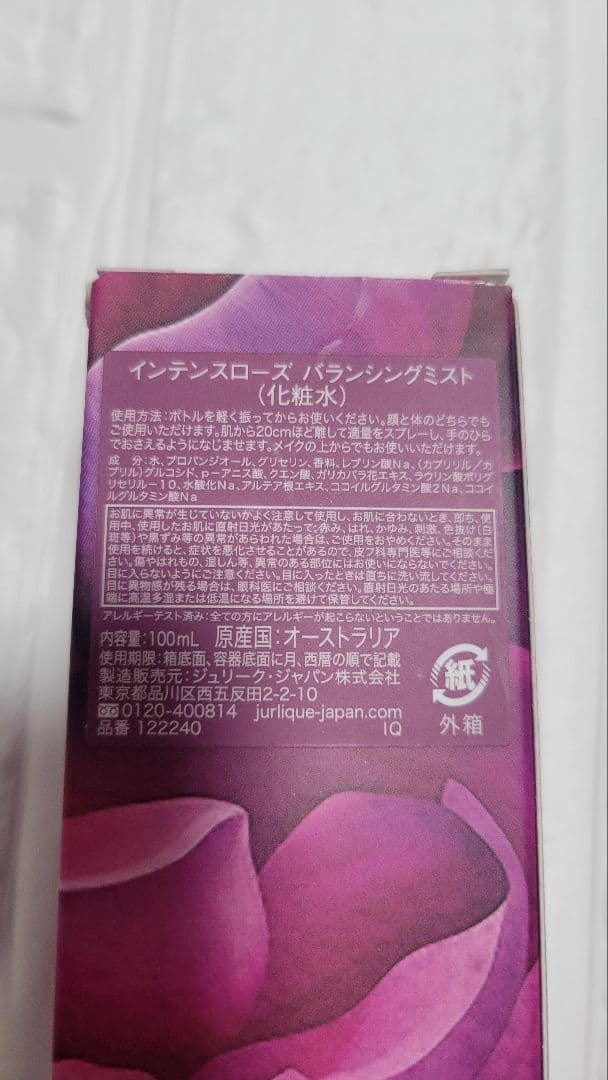 インテンスローズ バランシングミスト
（化粧水）
使用方法：ボトルを軽く振ってからお使いください。顔と体のどちらでも
ご使用いただけます。肌から20cmほど離して適量をスプレーし、手のひら
でおさえるようになじませます。メイクの上からでもお使いいただけます。
成　分：水、プロパンジオール、グリセリン、香料、レブリン酸Na、（カプリリル／カ
プリル）グルコシド、p－アニス酸、クエン酸、ガリカバラ花エキス、ラウリン酸ポリグ
リセリル－10、水酸化Na、アルテア根エキス、ココイルグルタミン酸2Na、ココイ
ルグルタミン酸Na
お肌に異常が生じていないかよく注意して使用し、お肌に合わないとき、即ち、使
用中、使用したお肌に直射日光があたって、赤み、はれ、かゆみ、刺激、色抜け（白
斑等）や黒ずみ等の異常があらわれた場合は、ご使用をおやめください。そのまま
使用を続けると、症状を悪化させることがあるので、皮フ科専門医等にご相談くだ
さい。傷やはれもの、湿しん等、異常のある部位にはお使いにならないでください。
目に入らないようにご注意ください。目に入ったときは直ちに洗い流してください。
目に異物感が残る場合は、眼科医にご相談ください。直射日光のあたる場所や極
端に高温多湿または低温になる場所を避けて保管してください。
アレルギーテスト済み：全ての方にアレルギーが起こらないということではありません。
内容量：100mL 原産国：オーストラリア
使用期限：箱底面、容器底面に月、西暦の順で記載
製造販売元：ジュリーク・ジャパン株式会社
東京都品川区西五反田2-2-10
0120-400814 jurlique-japan.com
品番 122240 IQ
紙
外箱